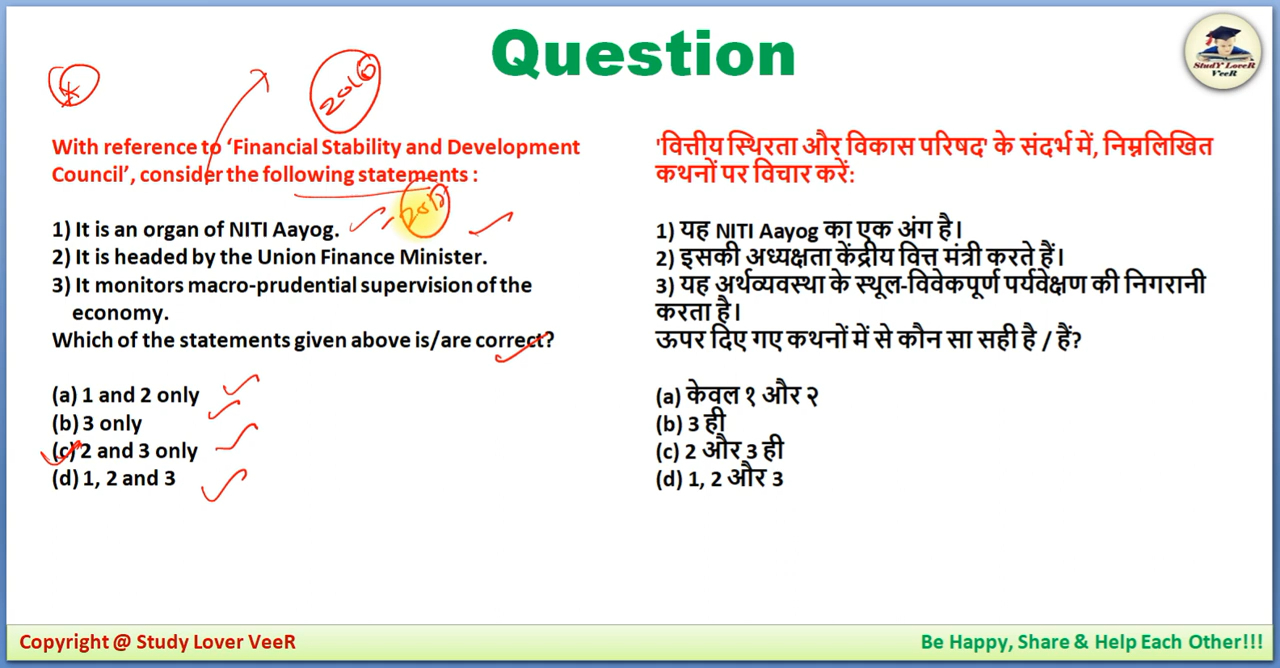 Question
StudY LoveR
VeeR
2016
With reference to ‘Financial Stability and Development
Council’, consider the following statements :
1) It is an organ of NITI Aayog.
2) It is headed by the Union Finance Minister.
3) It monitors macro-prudential supervision of the
economy.
Which of the statements given above is/are correct?
(a) 1 and 2 only
(b) 3 only
(c) 2 and 3 only
(d) 1, 2 and 3
'वित्तीय स्थिरता और विकास परिषद' के संदर्भ में, निम्नलिखित
कथनों पर विचार करें:
1) यह NITI Aayog का एक अंग है।
2) इसकी अध्यक्षता केंद्रीय वित्त मंत्री करते हैं।
3) यह अर्थव्यवस्था के स्थूल-विवेकपूर्ण पर्यवेक्षण की निगरानी
करता है।
ऊपर दिए गए कथनों में से कौन सा सही है / हैं?
(a) केवल १ और २
(b) 3 ही
(c) 2 और 3 ही
(d) 1, 2 और 3
Copyright @ Study Lover VeeR
Be Happy, Share & Help Each Other!!!